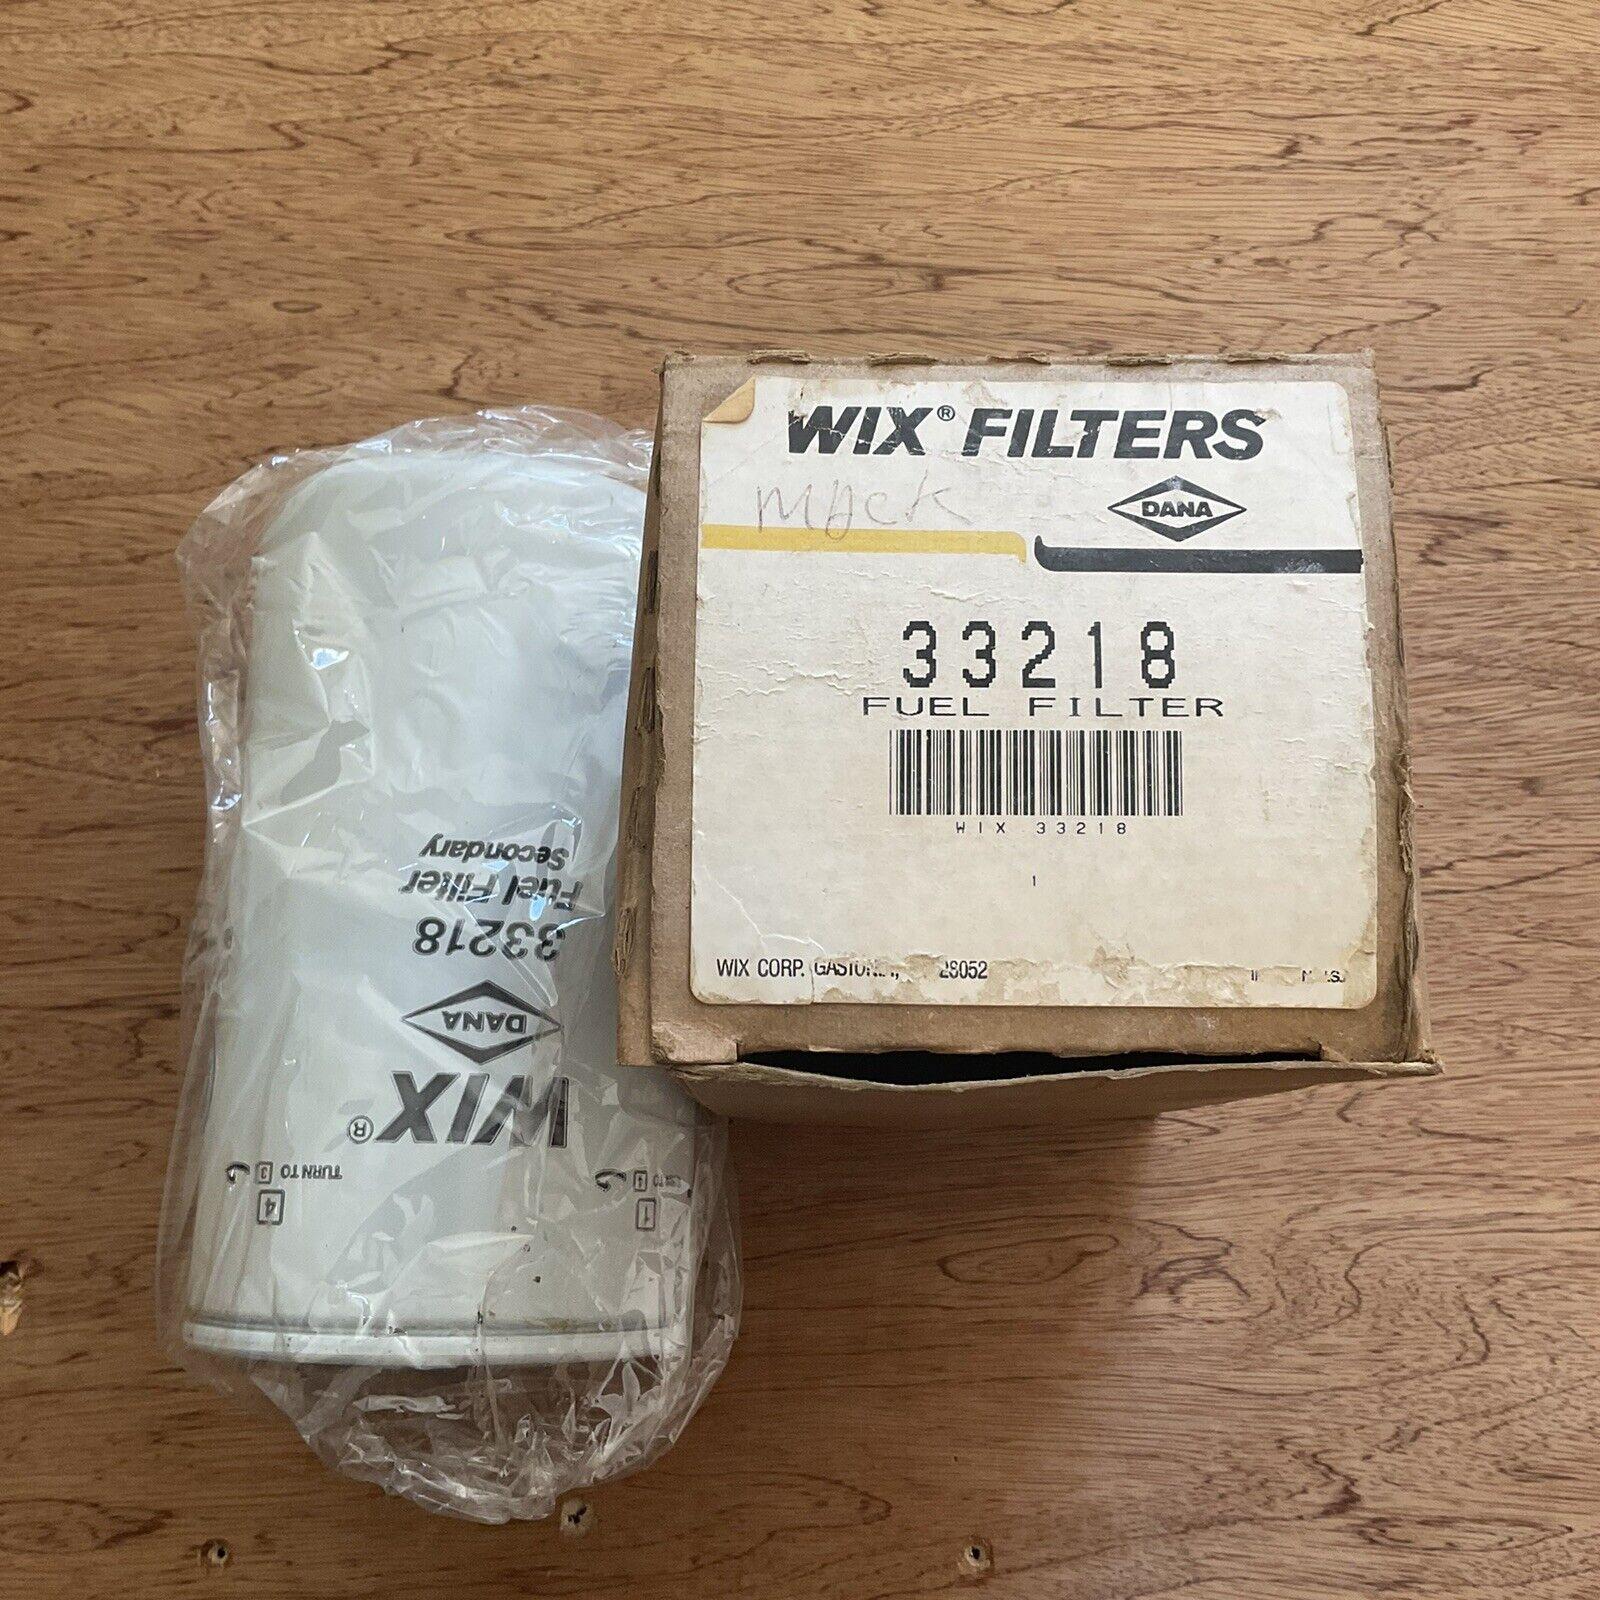 WIX® FILTERS
Mack
DANA
33218
FUEL FILTER
WIX 33218
1
WIX CORP. 28052
WIX®
DANA
33218
Fuel Filter
Secondary
1
4
TURN TO 3